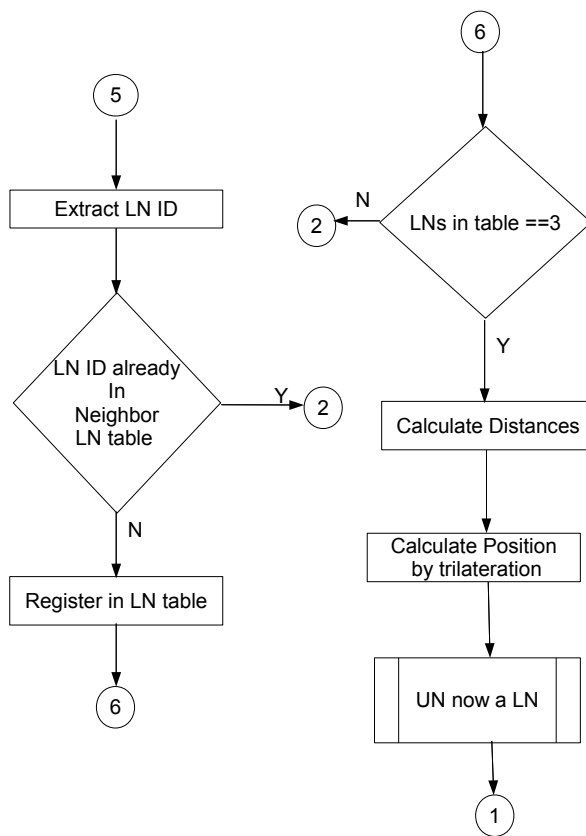 5
Extract LN ID
LN ID already
In
Neighbor
LN table
Y
2
N
Register in LN table
6
6
LNs in table ==3
N
2
Y
Calculate Distances
Calculate Position
by trilateration
UN now a LN
1